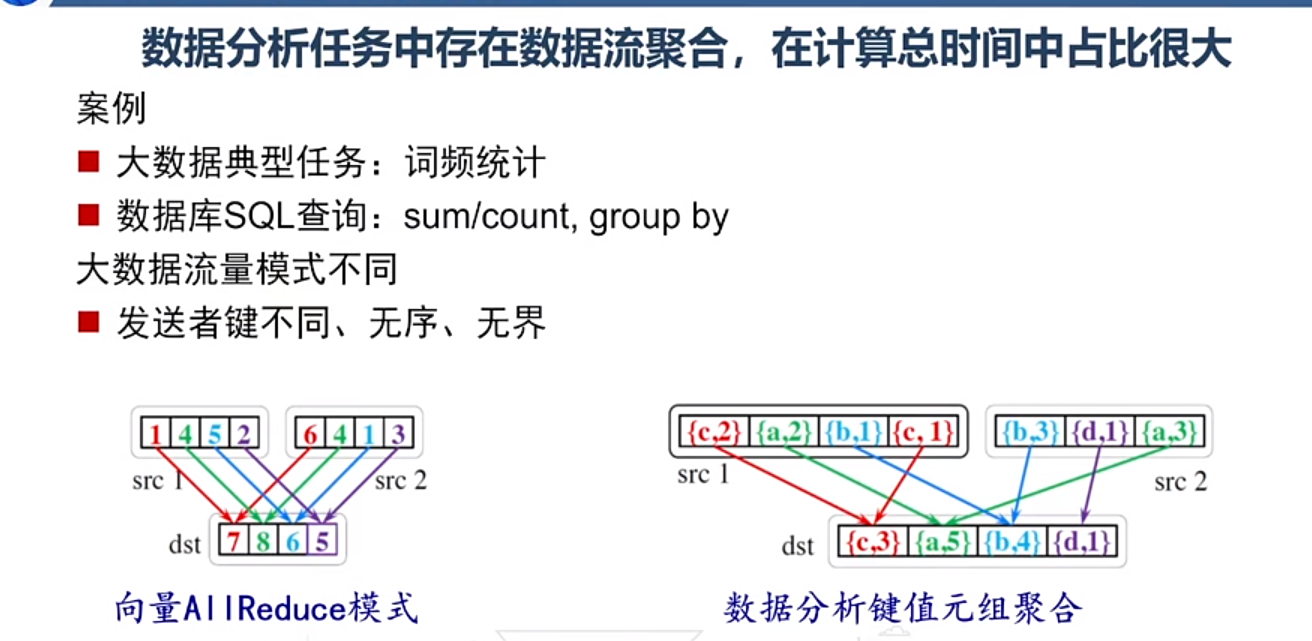 数据分析任务中存在数据流聚合，在计算总时间中占比很大
案例
■ 大数据典型任务：词频统计
■ 数据库SQL查询：sum/count, group by
大数据流量模式不同
■ 发送者键不同、无序、无界
1 4 5 2
6 4 1 3
src 1
src 2
dst
7 8 6 5
向量AllReduce模式
{c,2} {a,2} {b,1} {c, 1}
{b,3} {d,1} {a,3}
src 1
src 2
dst
{c,3} {a,5} {b,4} {d,1}
数据分析键值元组聚合